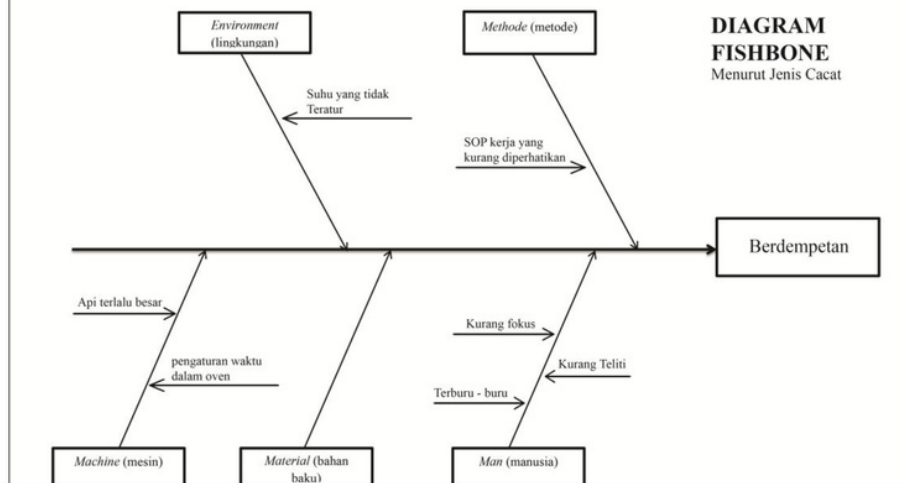 Environment
(lingkungan)
Methode (metode)
DIAGRAM
FISHBONE
Menurut Jenis Cacat
Suhu yang tidak
Teratur
SOP kerja yang
kurang diperhatikan
Berdempetan
Api terlalu besar
pengaturan waktu
dalam oven
Kurang fokus
Kurang Teliti
Terburu - buru
Machine (mesin)
Material (bahan
baku)
Man (manusia)